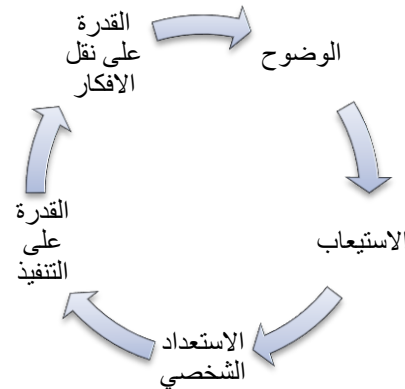 الوضوح
الاستيعاب
الاستعداد
الشخصي
القدرة
على
التنفيذ
القدرة
على نقل
الافكار